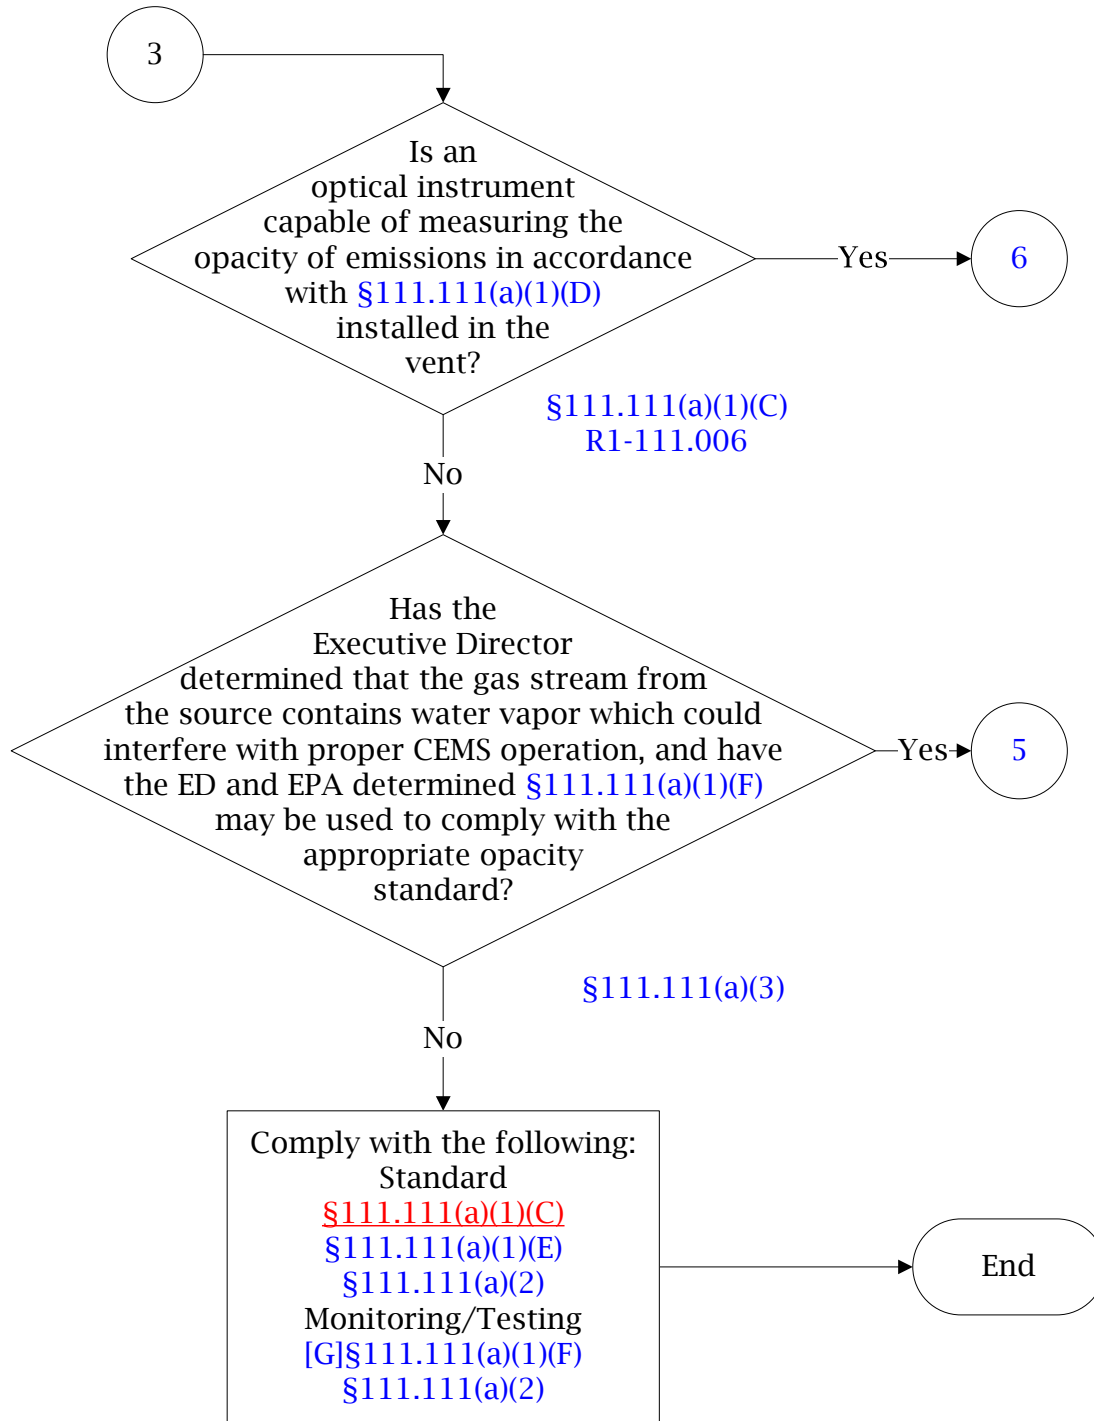 3
Is an
optical instrument
capable of measuring the
opacity of emissions in accordance
with §111.111(a)(1)(D)
installed in the
vent?
Yes
6
§111.111(a)(1)(C)
R1-111.006
No
Has the
Executive Director
determined that the gas stream from
the source contains water vapor which could
interfere with proper CEMS operation, and have
the ED and EPA determined §111.111(a)(1)(F)
may be used to comply with the
appropriate opacity
standard?
Yes
5
§111.111(a)(3)
No
Comply with the following:
Standard
§111.111(a)(1)(C)
§111.111(a)(1)(E)
§111.111(a)(2)
Monitoring/Testing
[G]§111.111(a)(1)(F)
§111.111(a)(2)
End